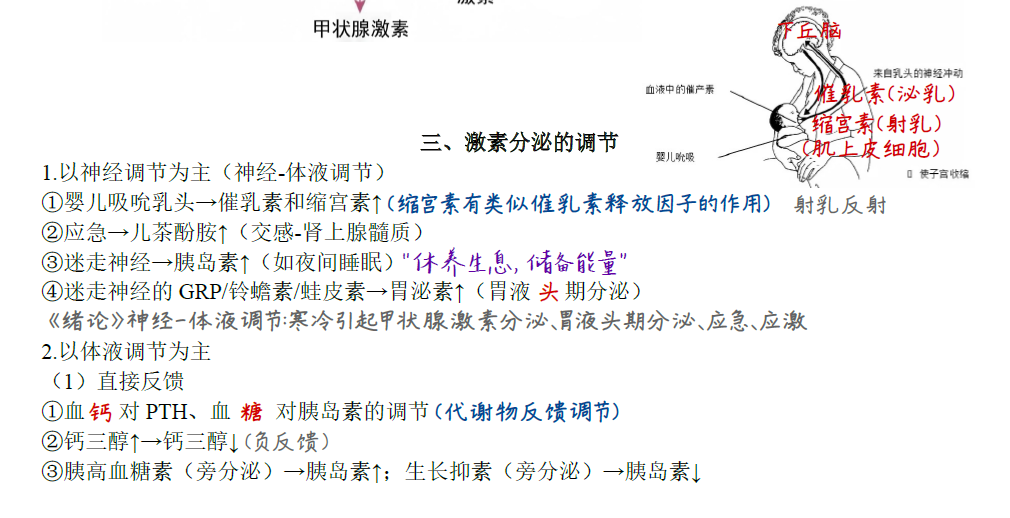 激素
甲状腺激素
下丘脑
来自乳头的神经冲动
血液中的催产素
催乳素(泌乳)
缩宫素(射乳)
(肌上皮细胞)
婴儿吮吸
使子宫收缩
三、激素分泌的调节
1.以神经调节为主（神经-体液调节）
①婴儿吸吮乳头→催乳素和缩宫素↑(缩宫素有类似催乳素释放因子的作用) 射乳反射
②应急→儿茶酚胺↑（交感-肾上腺髓质）
③迷走神经→胰岛素↑（如夜间睡眠）"休养生息,储备能量"
④迷走神经的 GRP/铃蟾素/蛙皮素→胃泌素↑（胃液 头 期分泌）
《绪论》神经-体液调节:寒冷引起甲状腺激素分泌、胃液头期分泌、应急、应激
2.以体液调节为主
（1）直接反馈
①血 钙 对 PTH、血 糖 对胰岛素的调节(代谢物反馈调节)
②钙三醇↑→钙三醇↓(负反馈)
③胰高血糖素（旁分泌）→胰岛素↑；生长抑素（旁分泌）→胰岛素↓